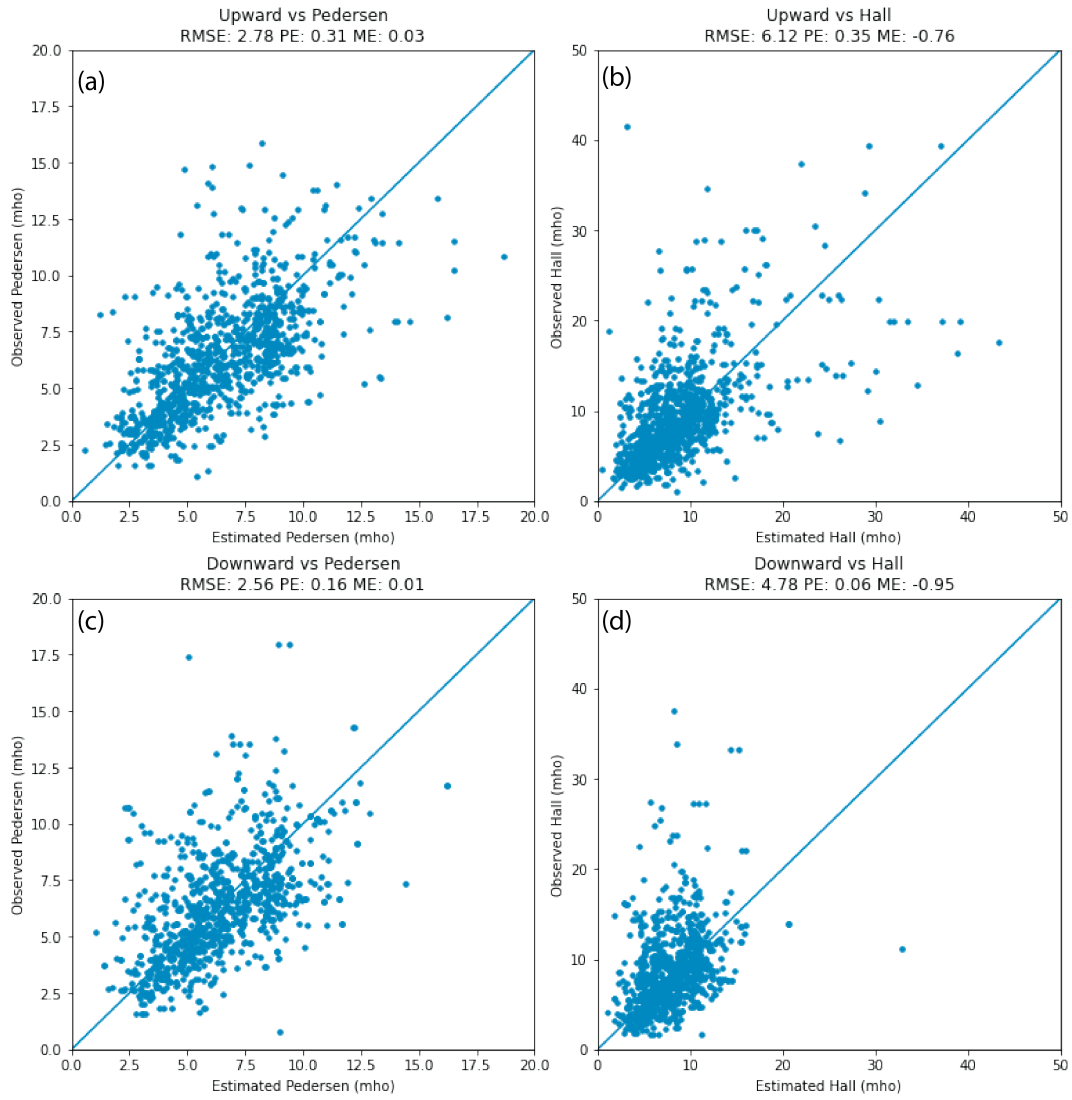 Upward vs Pedersen
RMSE: 2.78 PE: 0.31 ME: 0.03
(a)
20.0
17.5
15.0
12.5
10.0
7.5
5.0
2.5
0.0
Observed Pedersen (mho)
0.0 2.5 5.0 7.5 10.0 12.5 15.0 17.5 20.0
Estimated Pedersen (mho)
Upward vs Hall
RMSE: 6.12 PE: 0.35 ME: -0.76
(b)
50
40
30
20
10
0
Observed Hall (mho)
0 10 20 30 40 50
Estimated Hall (mho)
Downward vs Pedersen
RMSE: 2.56 PE: 0.16 ME: 0.01
(c)
20.0
17.5
15.0
12.5
10.0
7.5
5.0
2.5
0.0
Observed Pedersen (mho)
0.0 2.5 5.0 7.5 10.0 12.5 15.0 17.5 20.0
Estimated Pedersen (mho)
Downward vs Hall
RMSE: 4.78 PE: 0.06 ME: -0.95
(d)
50
40
30
20
10
0
Observed Hall (mho)
0 10 20 30 40 50
Estimated Hall (mho)